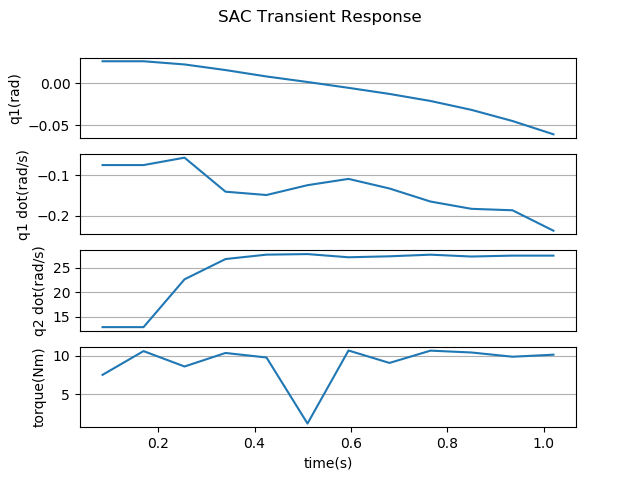 SAC Transient Response
q1(rad)
0.00
−0.05
q1 dot(rad/s)
−0.1
−0.2
q2 dot(rad/s)
25
20
15
torque(Nm)
10
5
0.2 0.4 0.6 0.8 1.0
time(s)